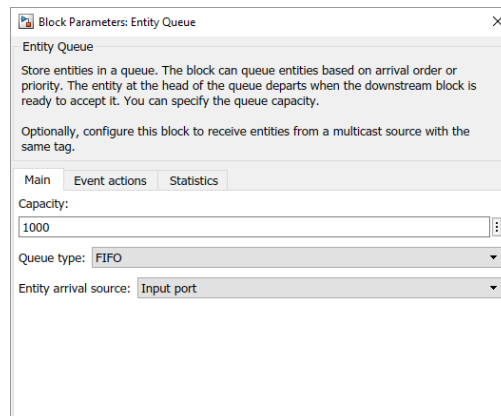 Block Parameters: Entity Queue
Entity Queue
Store entities in a queue. The block can queue entities based on arrival order or
priority. The entity at the head of the queue departs when the downstream block is
ready to accept it. You can specify the queue capacity.
Optionally, configure this block to receive entities from a multicast source with the
same tag.
Main Event actions Statistics
Capacity:
1000
Queue type: FIFO
Entity arrival source: Input port